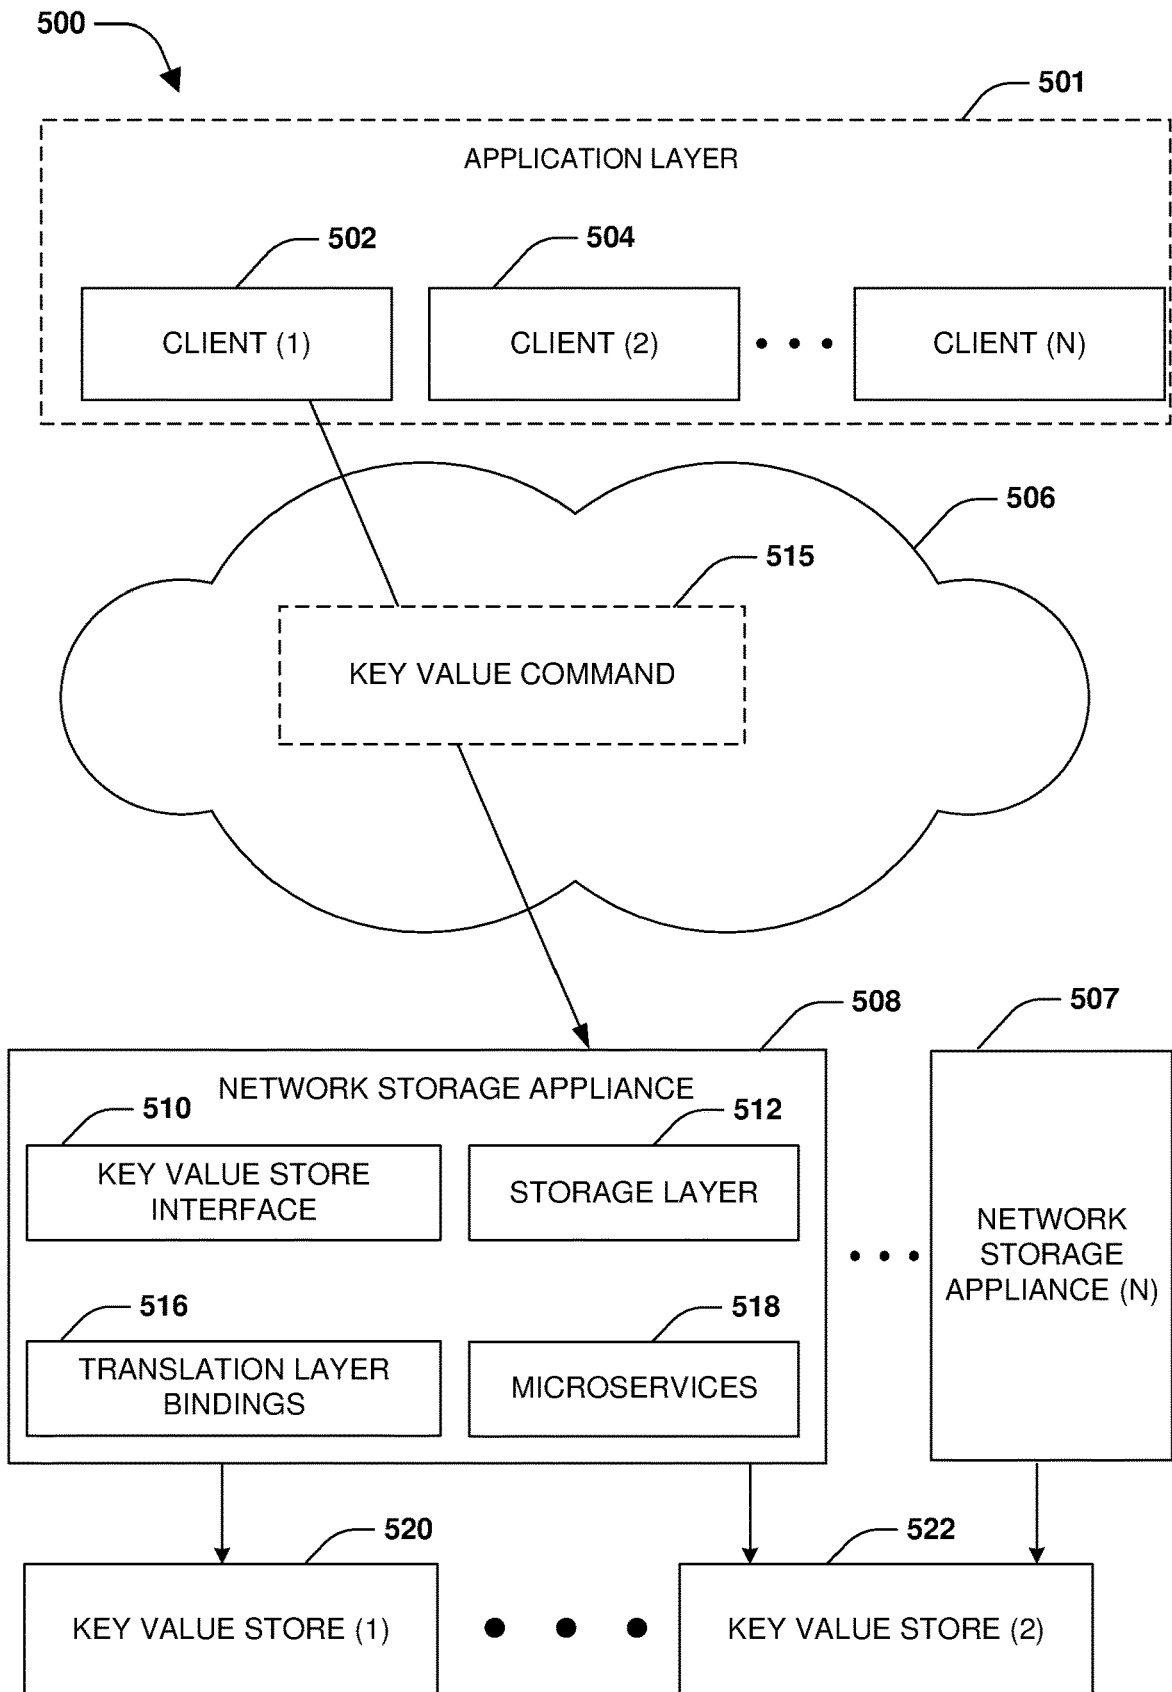 500
501
APPLICATION LAYER
502
504
CLIENT (1)
CLIENT (2)
CLIENT (N)
506
515
KEY VALUE COMMAND
508
507
NETWORK STORAGE APPLIANCE
510
512
KEY VALUE STORE
INTERFACE
STORAGE LAYER
NETWORK
STORAGE
APPLIANCE (N)
516
518
TRANSLATION LAYER
BINDINGS
MICROSERVICES
520
522
KEY VALUE STORE (1)
KEY VALUE STORE (2)